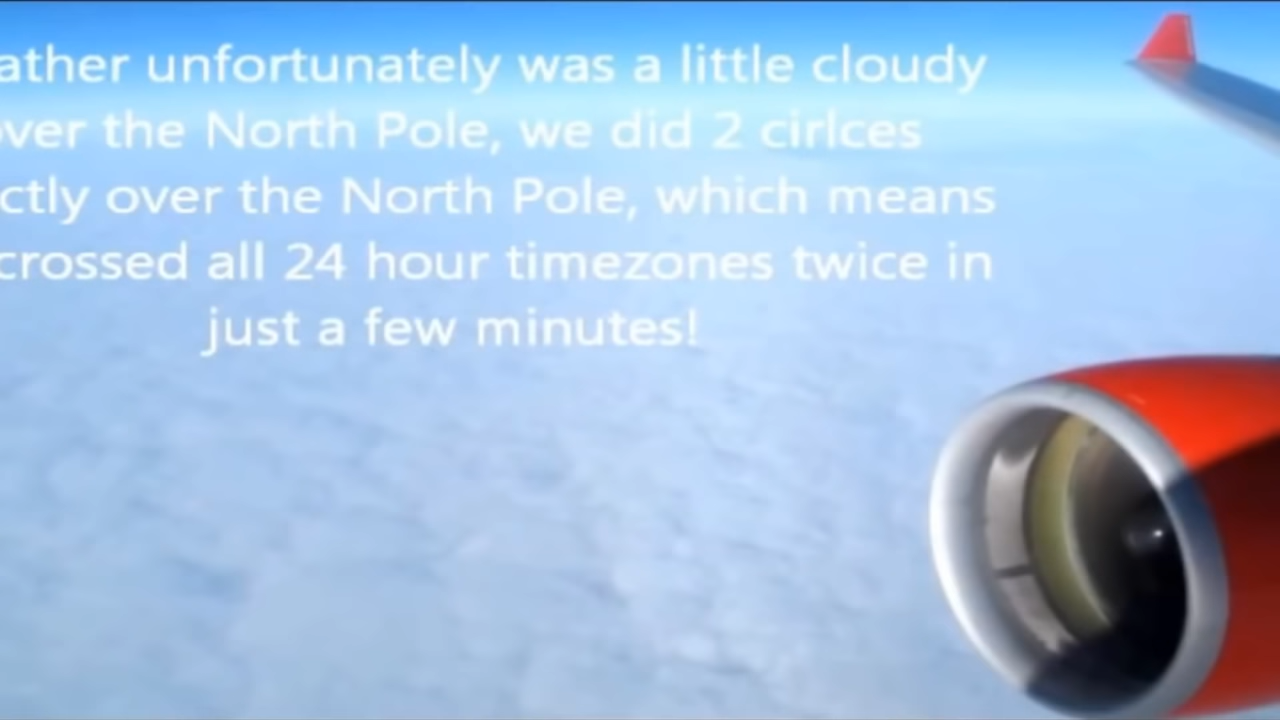 ather unfortunately was a little cloudy
over the North Pole, we did 2 cirlces
ctly over the North Pole, which means
crossed all 24 hour timezones twice in
just a few minutes!